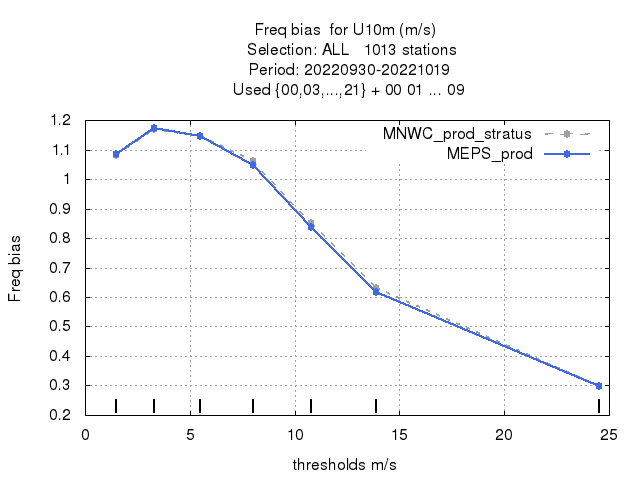 Freq bias  for U10m (m/s)
Selection: ALL   1013 stations
Period: 20220930-20221019
Used {00,03,...,21} + 00 01 ... 09
MNWC_prod_stratus
MEPS_prod
1.2
1.1
1
0.9
0.8
0.7
0.6
0.5
0.4
0.3
0.2
Freq bias
0 5 10 15 20 25
thresholds m/s